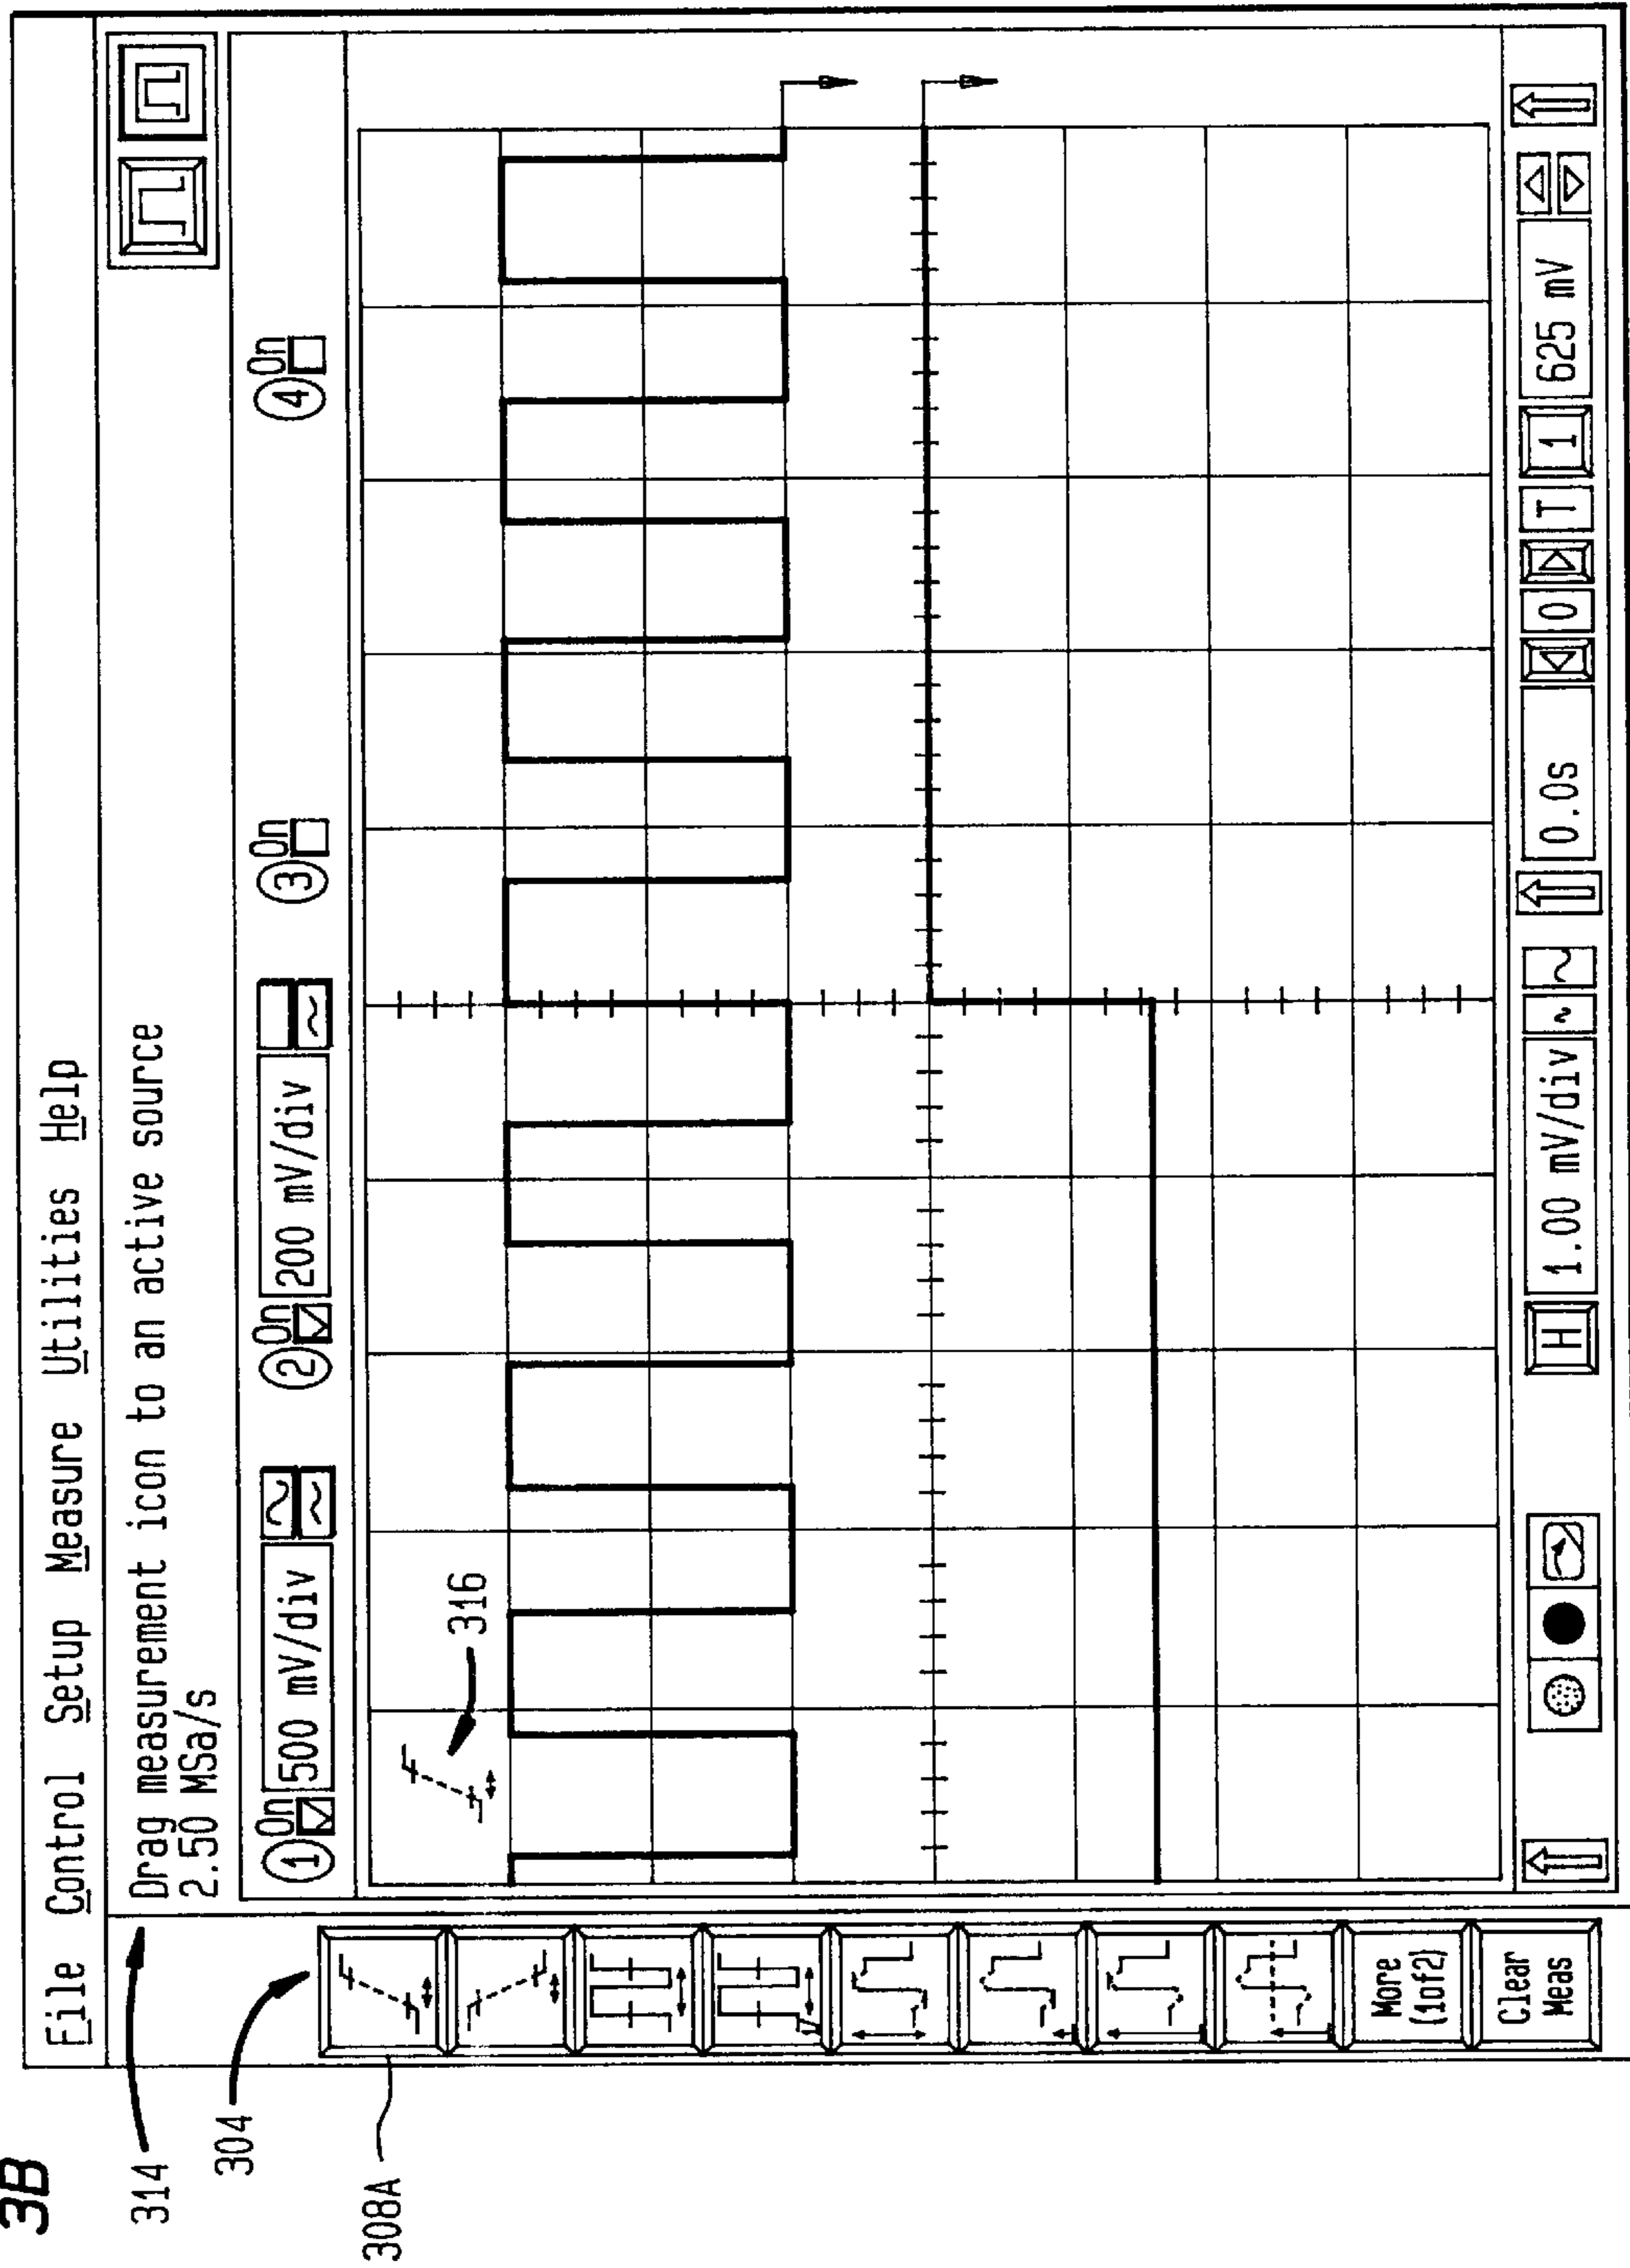 3B
314
304
308A
File Control Setup Measure Utilities Help
Drag measurement icon to an active source
2.50 MSa/s
1 On 500 mV/div
2 On 200 mV/div
3 On
4 On
316
More
(1of2)
Clear
Meas
H 1.00 mV/div
0.0s
0
T
1
625 mV